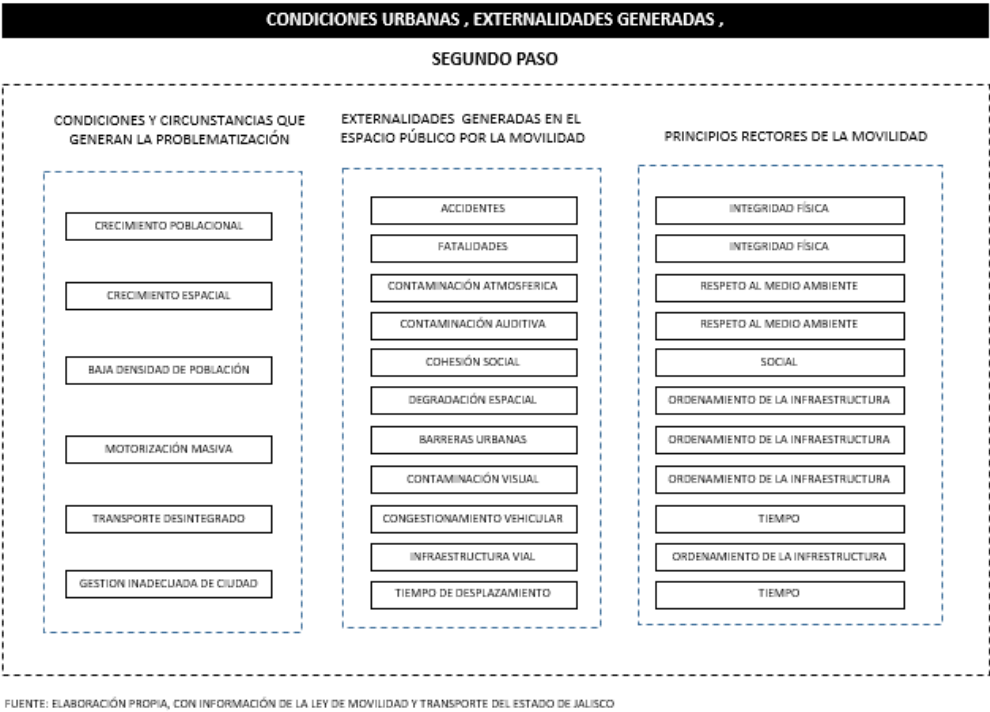 CONDICIONES URBANAS , EXTERNALIDADES GENERADAS ,
SEGUNDO PASO
CONDICIONES Y CIRCUNSTANCIAS QUE
GENERAN LA PROBLEMATIZACIÓN
CRECIMIENTO POBLACIONAL
CRECIMIENTO ESPACIAL
BAJA DENSIDAD DE POBLACIÓN
MOTORIZACIÓN MASIVA
TRANSPORTE DESINTEGRADO
GESTION INADECUADA DE CIUDAD
EXTERNALIDADES GENERADAS EN EL
ESPACIO PÚBLICO POR LA MOVILIDAD
ACCIDENTES
FATALIDADES
CONTAMINACIÓN ATMOSFERICA
CONTAMINACIÓN AUDITIVA
COHESIÓN SOCIAL
DEGRADACIÓN ESPACIAL
BARRERAS URBANAS
CONTAMINACIÓN VISUAL
CONGESTIONAMIENTO VEHICULAR
INFRAESTRUCTURA VIAL
TIEMPO DE DESPLAZAMIENTO
PRINCIPIOS RECTORES DE LA MOVILIDAD
INTEGRIDAD FÍSICA
INTEGRIDAD FÍSICA
RESPETO AL MEDIO AMBIENTE
RESPETO AL MEDIO AMBIENTE
SOCIAL
ORDENAMIENTO DE LA INFRAESTRUCTURA
ORDENAMIENTO DE LA INFRAESTRUCTURA
ORDENAMIENTO DE LA INFRAESTRUCTURA
TIEMPO
ORDENAMIENTO DE LA INFRESTRUCTURA
TIEMPO
FUENTE: ELABORACIÓN PROPIA, CON INFORMACIÓN DE LA LEY DE MOVILIDAD Y TRANSPORTE DEL ESTADO DE JALISCO